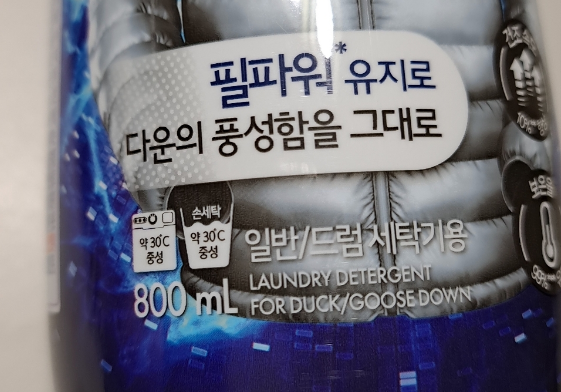 필파워* 유지로
다운의 풍성함을 그대로
약 30℃
중성
손세탁
약 30℃
중성
일반/드럼 세탁기용
800 mL
LAUNDRY DETERGENT
FOR DUCK/GOOSE DOWN